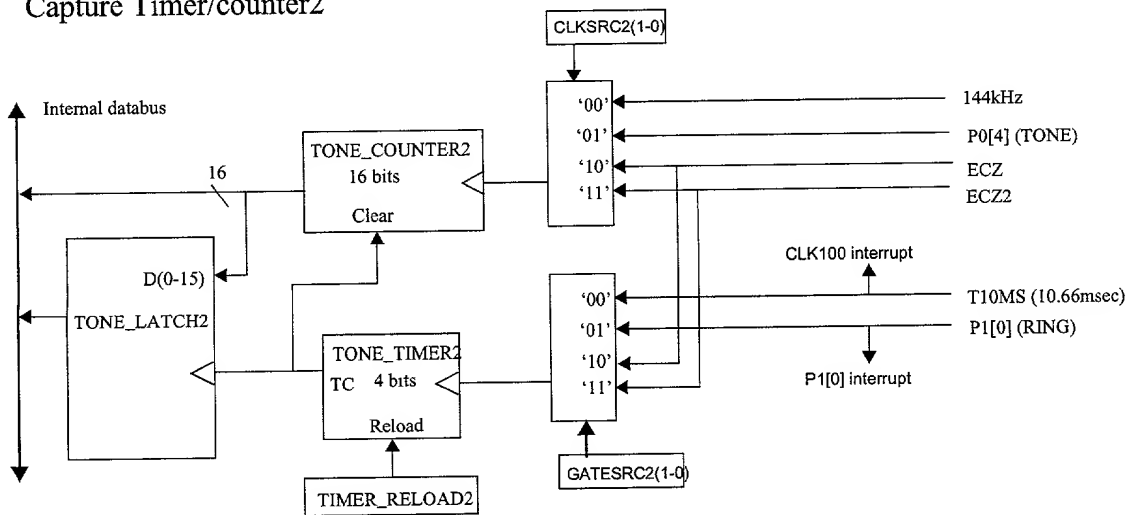 Capture Timer/counter2
CLKSRC2(1-0)
Internal databus
'00'
144kHz
'01'
P0[4] (TONE)
'10'
ECZ
'11'
ECZ2
TONE_COUNTER2
16 bits
Clear
16
CLK100 interrupt
D(0-15)
TONE_LATCH2
'00'
T10MS (10.66msec)
'01'
P1[0] (RING)
'10'
'11'
P1[0] interrupt
TONE_TIMER2
TC 4 bits
Reload
GATESRC2(1-0)
TIMER_RELOAD2